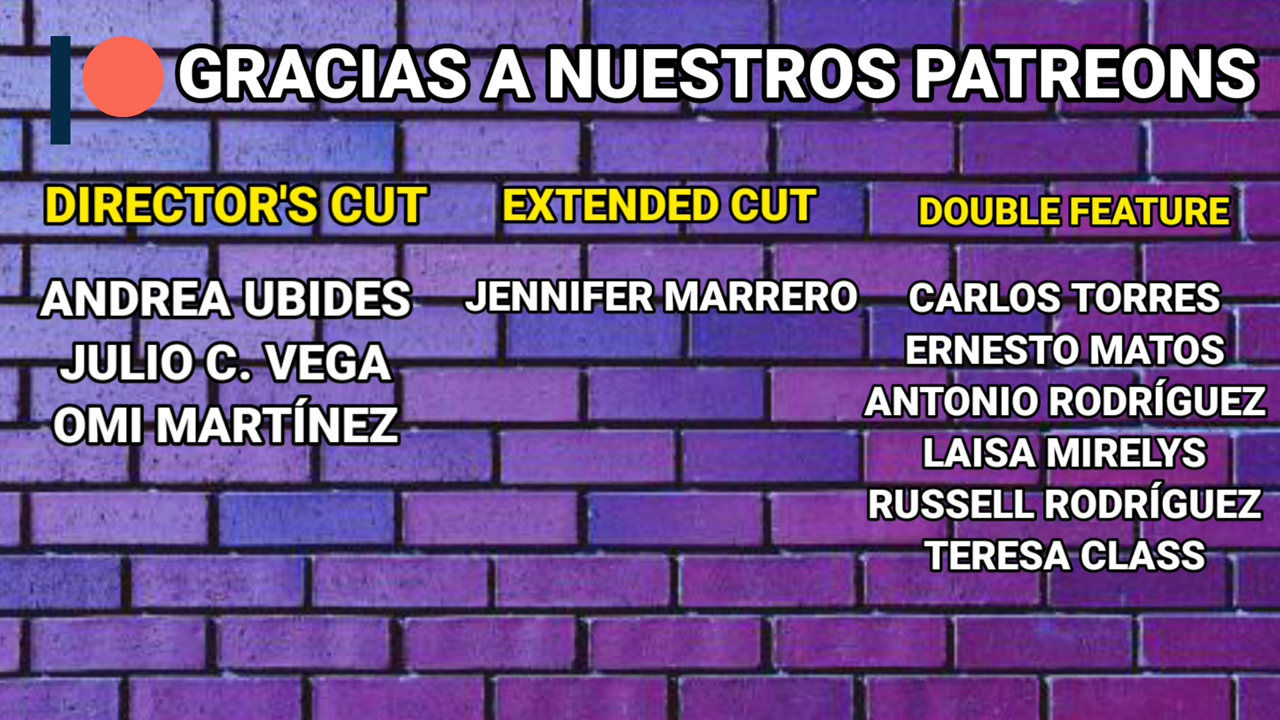 GRACIAS A NUESTROS PATREONS
DIRECTOR'S CUT
ANDREA UBIDES
JULIO C. VEGA
OMI MARTÍNEZ
EXTENDED CUT
JENNIFER MARRERO
DOUBLE FEATURE
CARLOS TORRES
ERNESTO MATOS
ANTONIO RODRÍGUEZ
LAISA MIRELYS
RUSSELL RODRÍGUEZ
TERESA CLASS